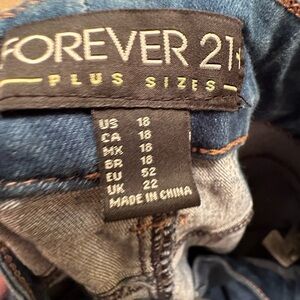 FOREVER 21+
PLUS SIZES
US 18
CA 18
MX 18
BR 18
EU 52
UK 22
MADE IN CHINA